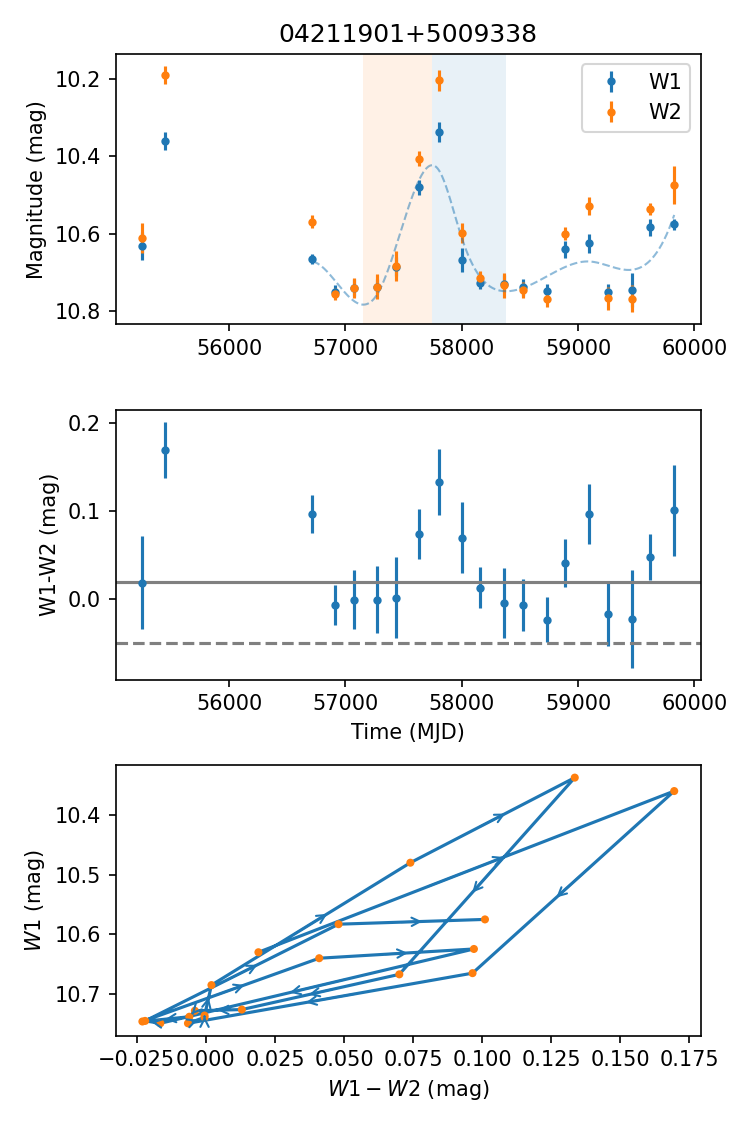 04211901+5009338
Magnitude (mag)
10.2
10.4
10.6
10.8
W1
W2
56000 57000 58000 59000 60000
W1-W2 (mag)
0.2
0.1
0.0
56000 57000 58000 59000 60000
Time (MJD)
W1 (mag)
10.4
10.5
10.6
10.7
−0.025 0.000 0.025 0.050 0.075 0.100 0.125 0.150 0.175
W1 − W2 (mag)